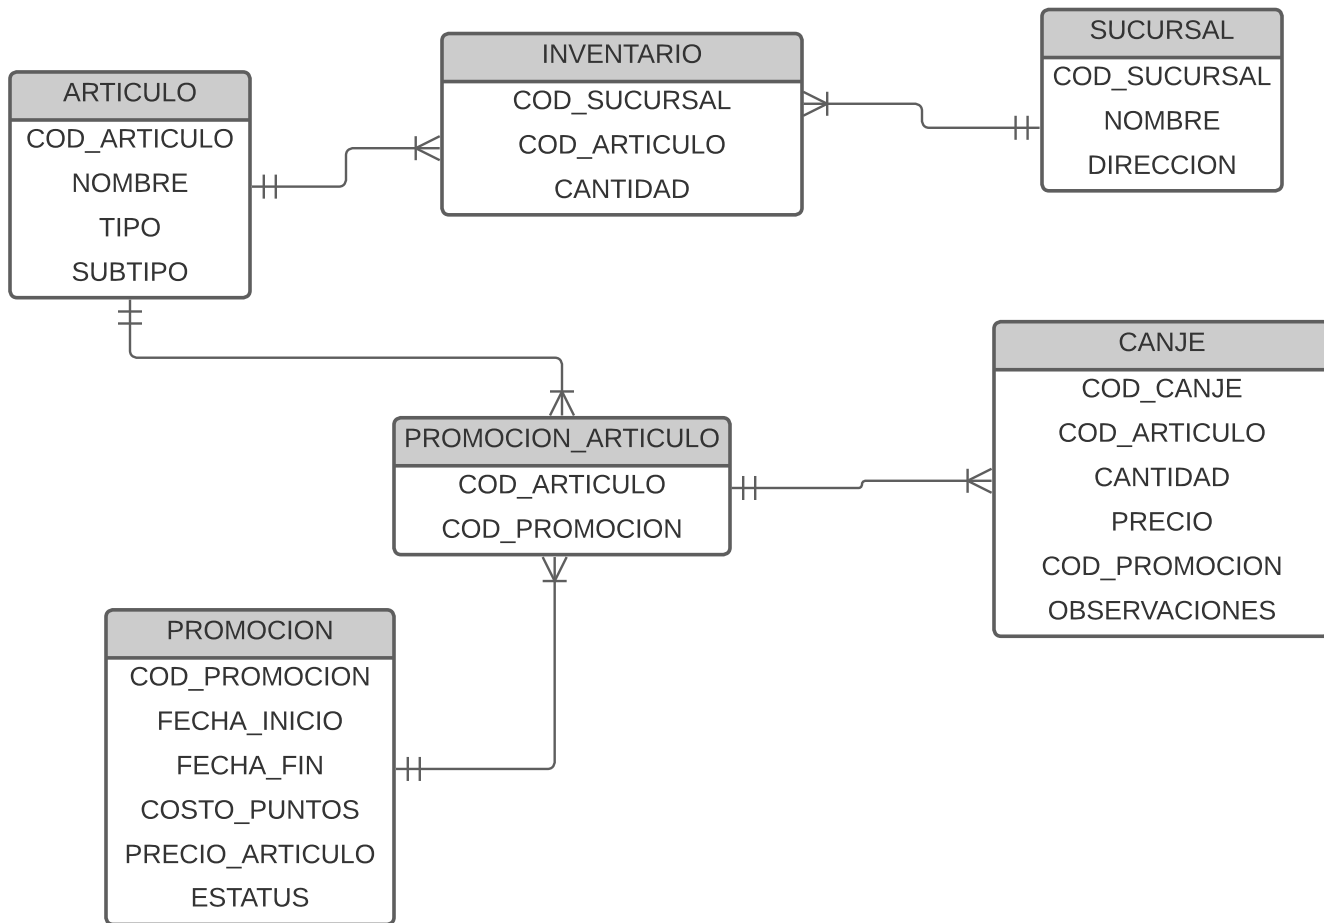 ARTICULO
COD_ARTICULO
NOMBRE
TIPO
SUBTIPO
INVENTARIO
COD_SUCURSAL
COD_ARTICULO
CANTIDAD
SUCURSAL
COD_SUCURSAL
NOMBRE
DIRECCION
PROMOCION_ARTICULO
COD_ARTICULO
COD_PROMOCION
CANJE
COD_CANJE
COD_ARTICULO
CANTIDAD
PRECIO
COD_PROMOCION
OBSERVACIONES
PROMOCION
COD_PROMOCION
FECHA_INICIO
FECHA_FIN
COSTO_PUNTOS
PRECIO_ARTICULO
ESTATUS